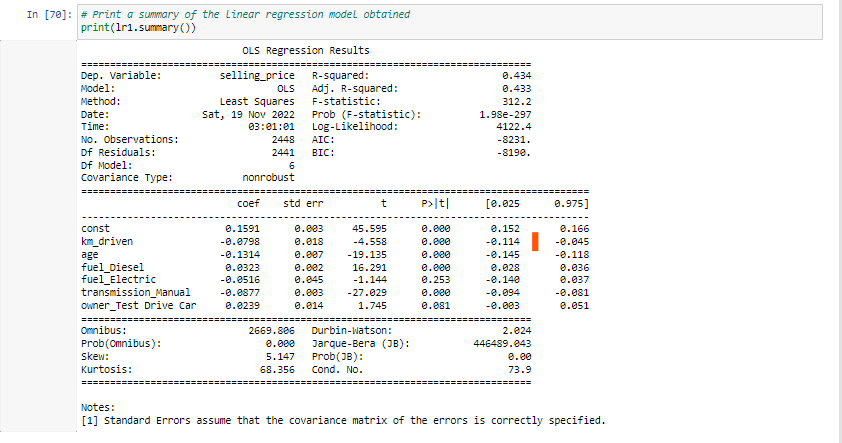 In [70]: # Print a summary of the linear regression model obtained
print(lr1.summary())
OLS Regression Results
==============================================================================
Dep. Variable: selling_price R-squared: 0.434
Model: OLS Adj. R-squared: 0.433
Method: Least Squares F-statistic: 312.2
Date: Sat, 19 Nov 2022 Prob (F-statistic): 1.98e-297
Time: 03:01:01 Log-Likelihood: 4122.4
No. Observations: 2448 AIC: -8231.
Df Residuals: 2441 BIC: -8190.
Df Model: 6
Covariance Type: nonrobust
==========================================================================================
coef std err t P>|t| [0.025 0.975]
------------------------------------------------------------------------------------------
const 0.1591 0.003 45.595 0.000 0.152 0.166
km_driven -0.0798 0.018 -4.558 0.000 -0.114 -0.045
age -0.1314 0.007 -19.135 0.000 -0.145 -0.118
fuel_Diesel 0.0323 0.002 16.291 0.000 0.028 0.036
fuel_Electric -0.0516 0.045 -1.144 0.253 -0.140 0.037
transmission_Manual -0.0877 0.003 -27.029 0.000 -0.094 -0.081
owner_Test Drive Car 0.0239 0.014 1.745 0.081 -0.003 0.051
==============================================================================
Omnibus: 2669.806 Durbin-Watson: 2.024
Prob(Omnibus): 0.000 Jarque-Bera (JB): 446489.043
Skew: 5.147 Prob(JB): 0.00
Kurtosis: 68.356 Cond. No. 73.9
==============================================================================
Notes:
[1] Standard Errors assume that the covariance matrix of the errors is correctly specified.